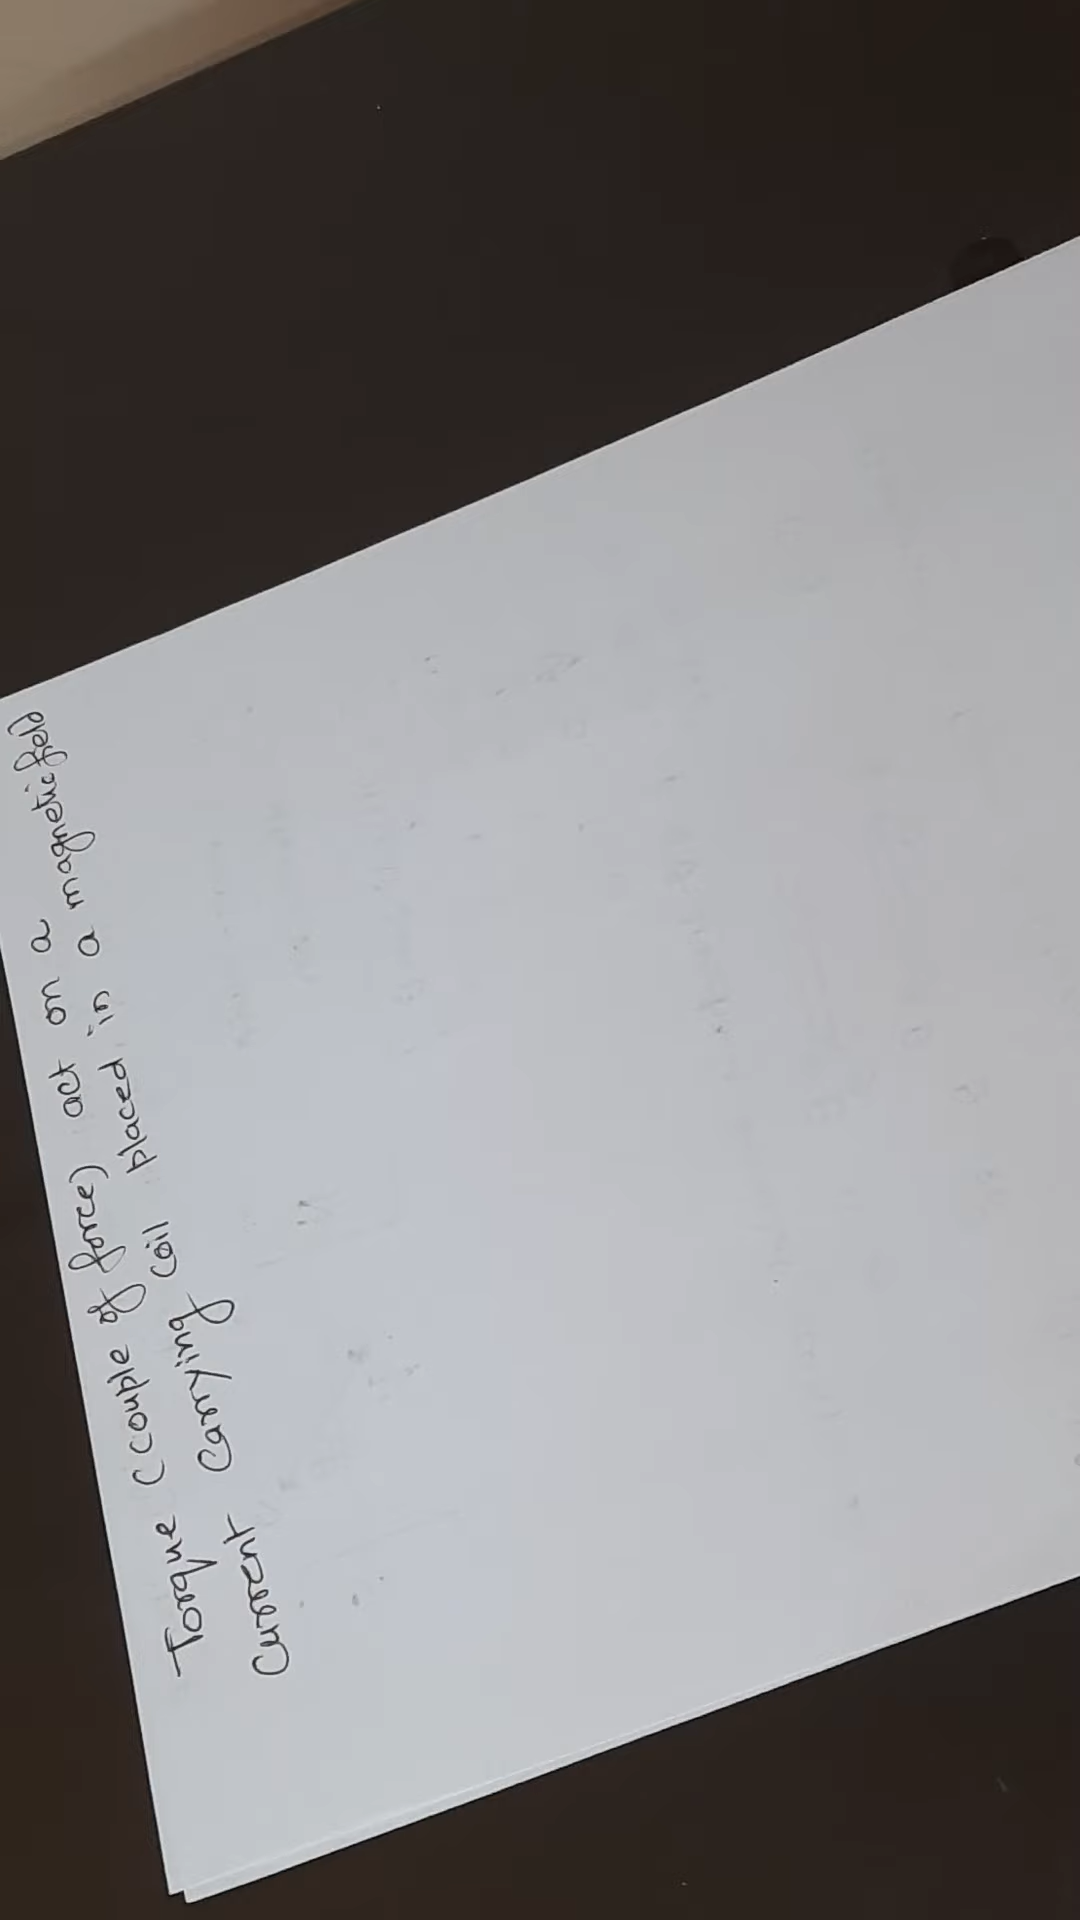 Torque (couple of force) act on a
current carrying coil placed in a magnetic field